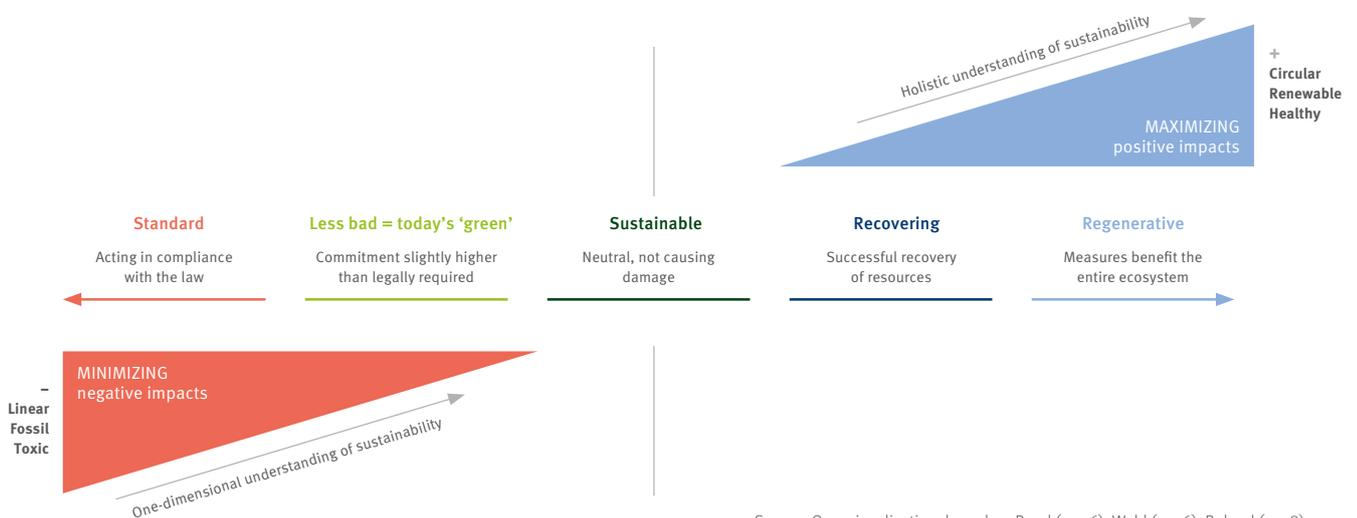 Holistic understanding of sustainability
+
Circular
Renewable
Healthy
MAXIMIZING
positive impacts
Standard
Acting in compliance
with the law
Less bad = today's ‘green’
Commitment slightly higher
than legally required
Sustainable
Neutral, not causing
damage
Recovering
Successful recovery
of resources
Regenerative
Measures benefit the
entire ecosystem
MINIMIZING
negative impacts
–
Linear
Fossil
Toxic
One-dimensional understanding of sustainability